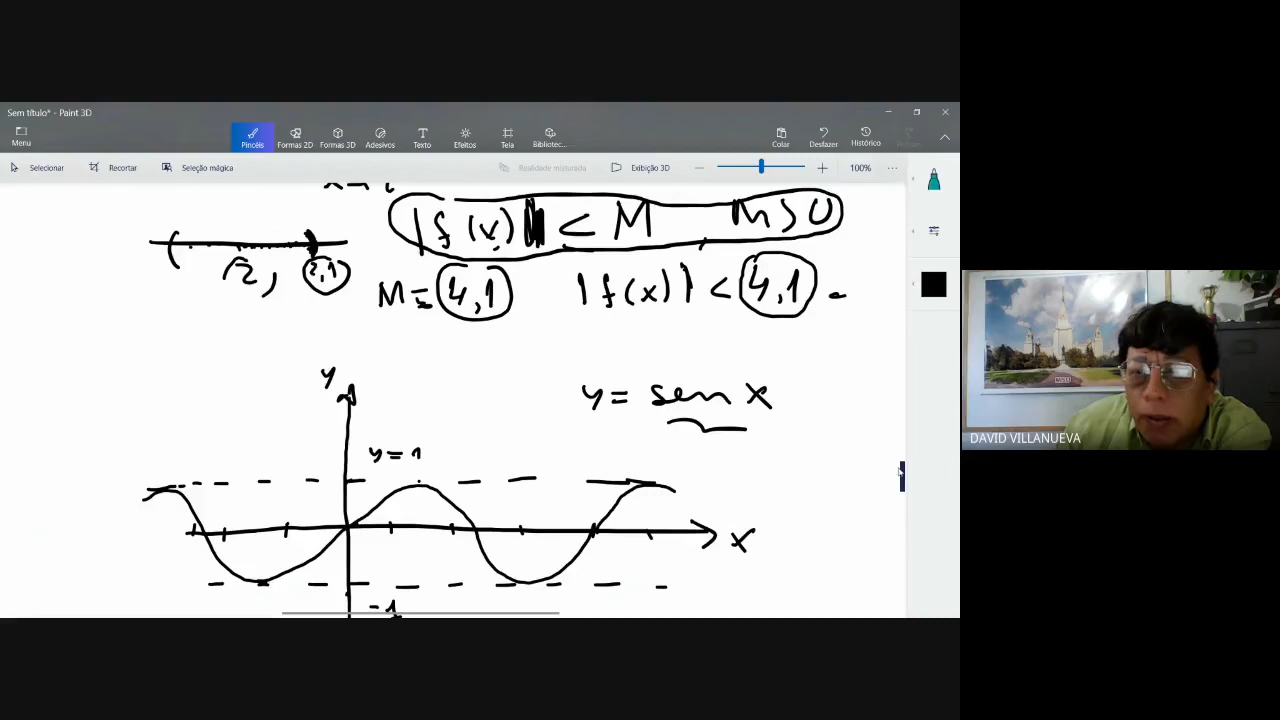 Sem título* - Paint 3D
Menu
Pincéis Formas 2D Formas 3D Adesivos Texto Efeitos Tela Bibliotec... Colar Desfazer Histórico
Selecionar Recortar Seleção mágica Realidade misturada Exibição 3D 100%
|f(x)| < M M > 0
2, 2,1
M = 4,1 |f(x)| < 4,1
y
y = sen x
y = 1
x
-1
MSU
DAVID VILLANUEVA